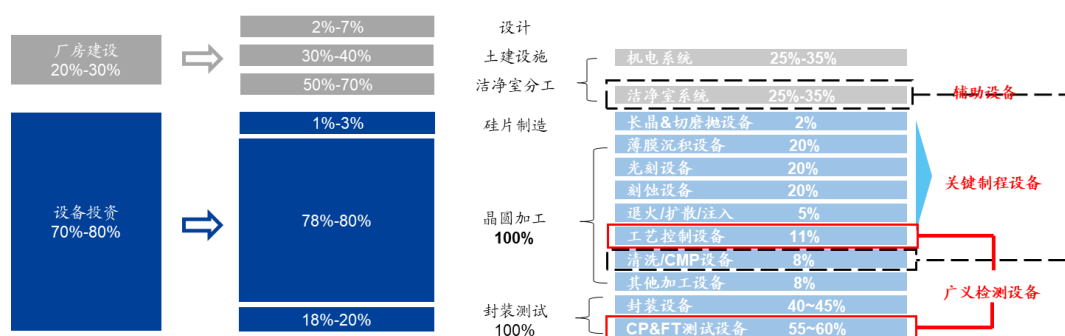 厂房建设
20%-30%
2%-7%
30%-40%
50%-70%
设计
土建设施
洁净室分工
机电系统 25%-35%
洁净室系统 25%-35%
辅助设备
设备投资
70%-80%
1%-3%
78%-80%
18%-20%
硅片制造
晶圆加工
100%
封装测试
100%
长晶&切磨抛设备 2%
薄膜沉积设备 20%
光刻设备 20%
刻蚀设备 20%
退火/扩散/注入 5%
工艺控制设备 11%
清洗/CMP设备 8%
其他加工设备 8%
封装设备 40~45%
CP&FT测试设备 55~60%
关键制程设备
广义检测设备